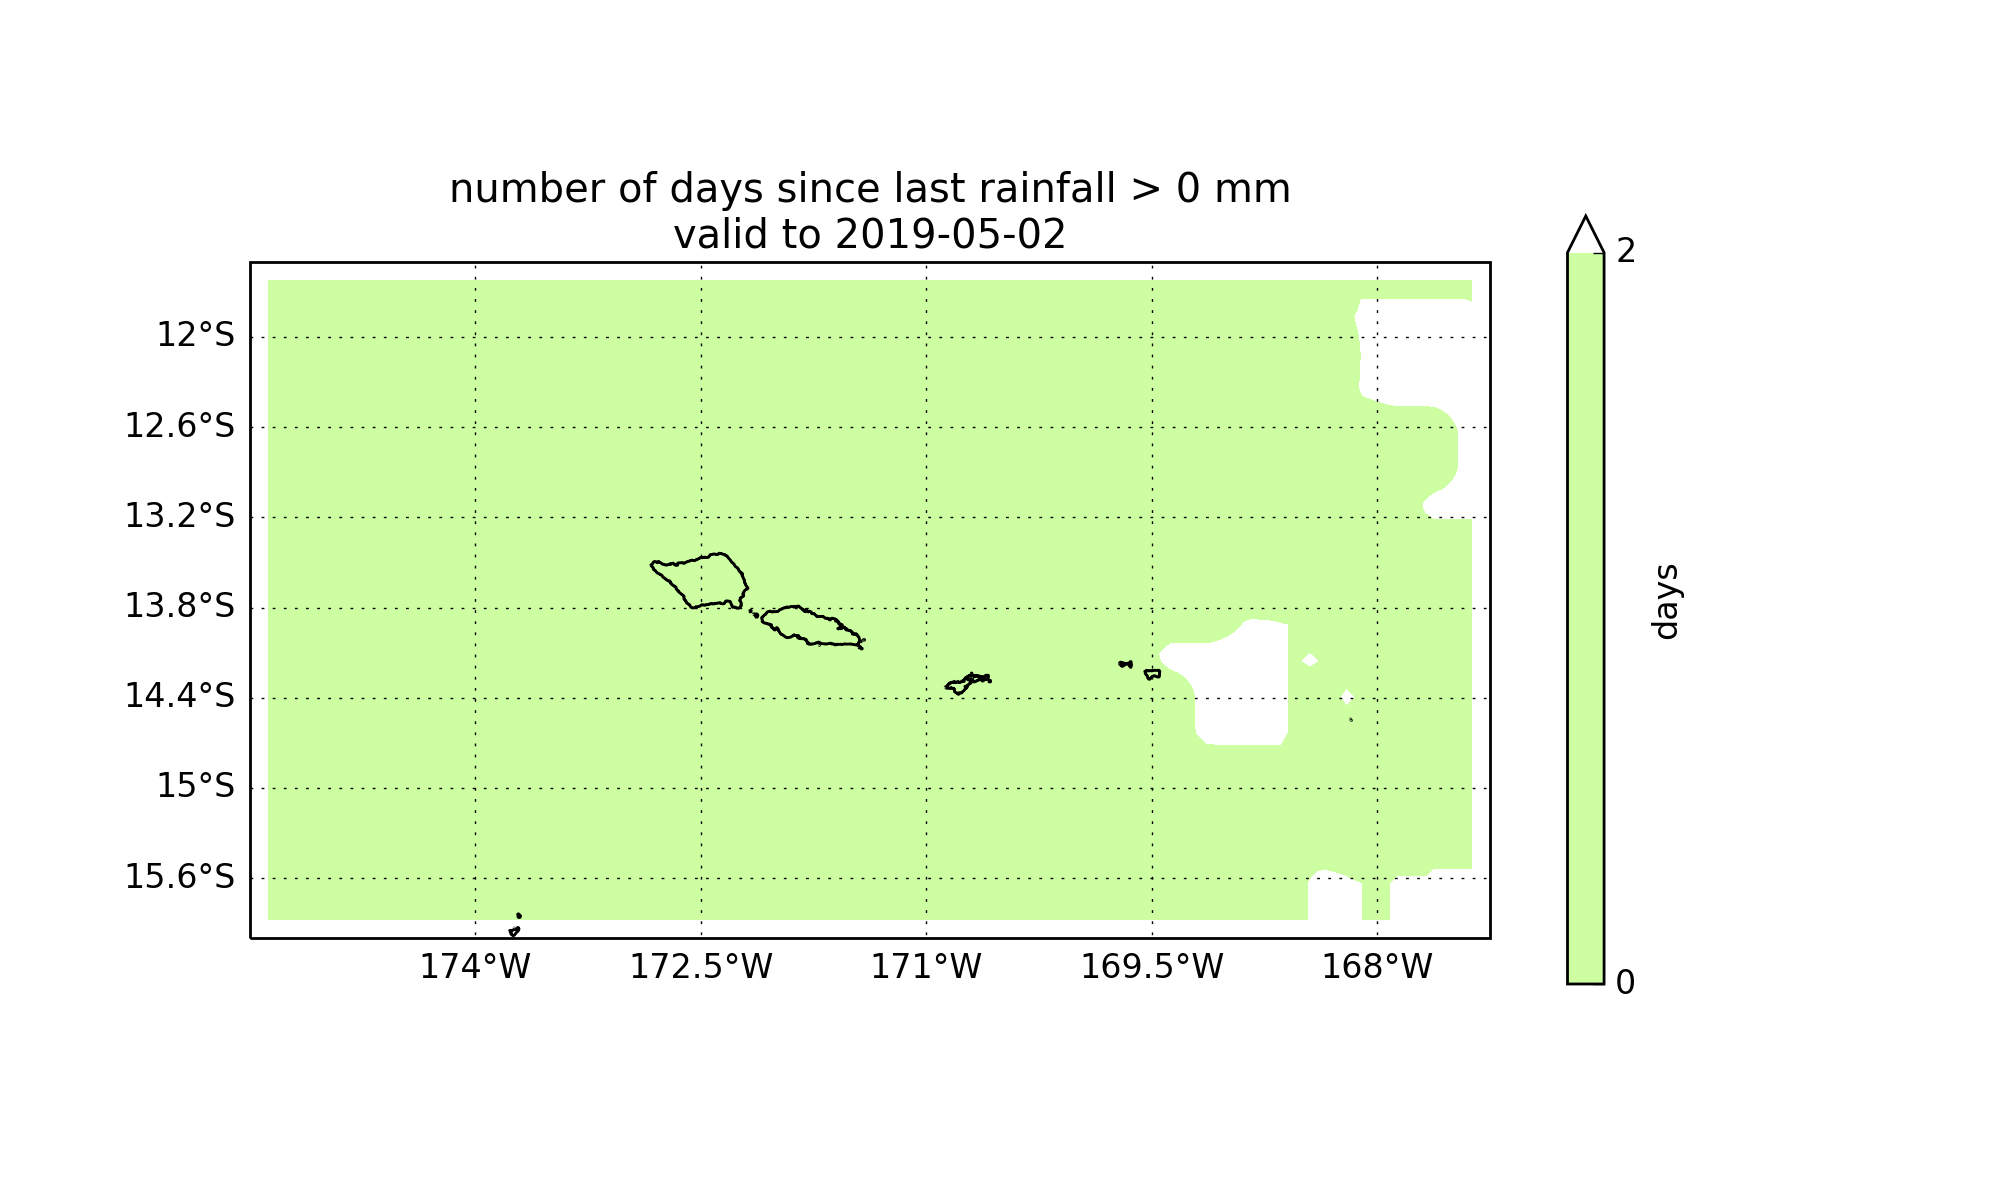 number of days since last rainfall > 0 mm
valid to 2019-05-02
2
12°S
12.6°S
13.2°S
13.8°S
14.4°S
15°S
15.6°S
days
174°W 172.5°W 171°W 169.5°W 168°W
0